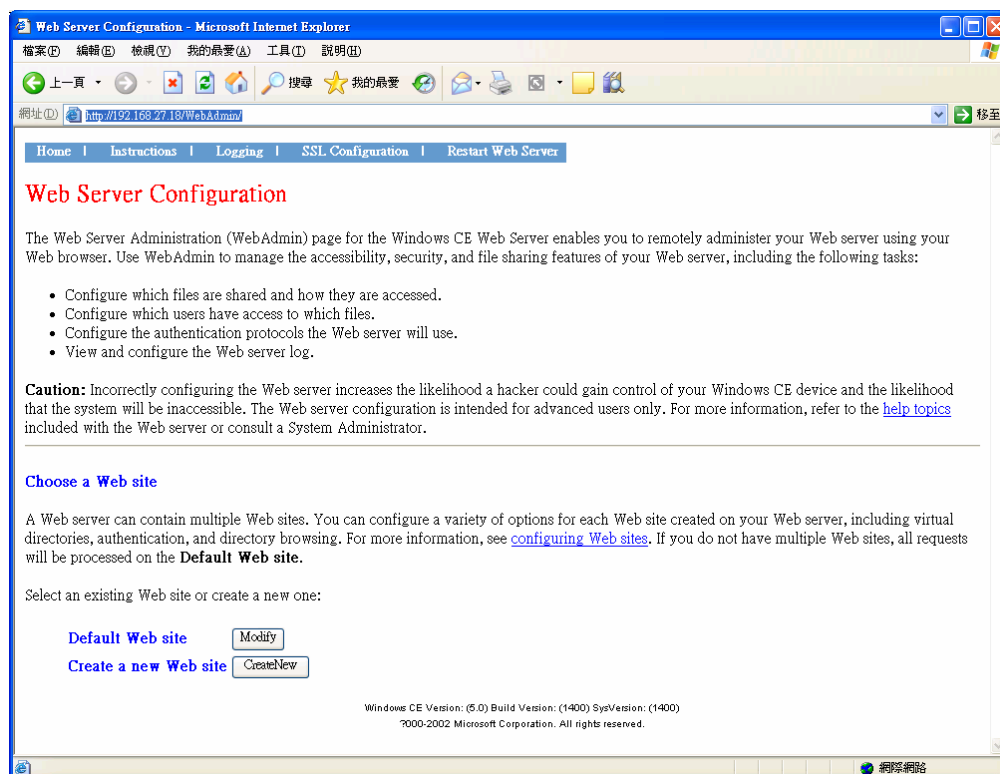 Web Server Configuration - Microsoft Internet Explorer
檔案(F) 編輯(E) 檢視(V) 我的最愛(A) 工具(T) 說明(H)
上一頁 搜尋 我的最愛
網址(D) http://192.168.27.18/WebAdmin/ 移至
Home | Instructions | Logging | SSL Configuration | Restart Web Server
Web Server Configuration
The Web Server Administration (WebAdmin) page for the Windows CE Web Server enables you to remotely administer your Web server using your
Web browser. Use WebAdmin to manage the accessibility, security, and file sharing features of your Web server, including the following tasks:
• Configure which files are shared and how they are accessed.
• Configure which users have access to which files.
• Configure the authentication protocols the Web server will use.
• View and configure the Web server log.
Caution: Incorrectly configuring the Web server increases the likelihood a hacker could gain control of your Windows CE device and the likelihood
that the system will be inaccessible. The Web server configuration is intended for advanced users only. For more information, refer to the help topics
included with the Web server or consult a System Administrator.
Choose a Web site
A Web server can contain multiple Web sites. You can configure a variety of options for each Web site created on your Web server, including virtual
directories, authentication, and directory browsing. For more information, see configuring Web sites. If you do not have multiple Web sites, all requests
will be processed on the Default Web site.
Select an existing Web site or create a new one:
Default Web site Modify
Create a new Web site CreateNew
Windows CE Version: (5.0) Build Version: (1400) SysVersion: (1400)
?000-2002 Microsoft Corporation. All rights reserved.
網際網路